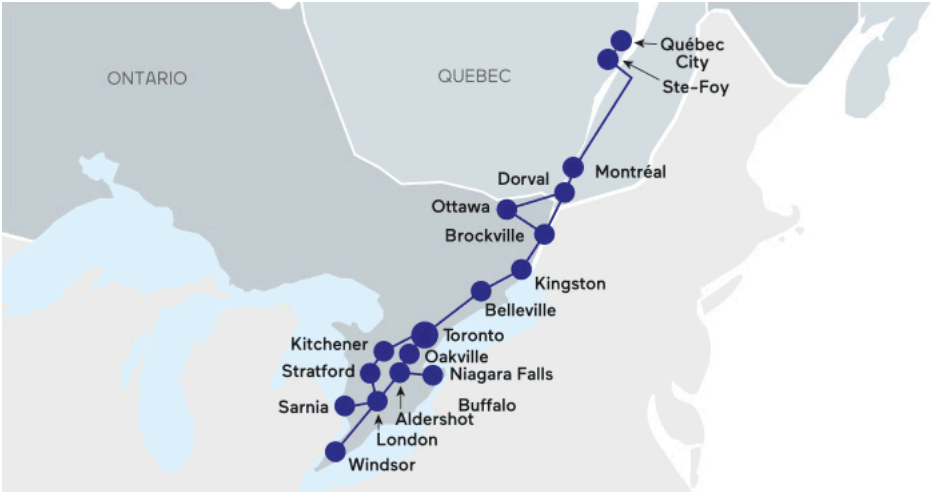 Québec
City
ONTARIO
QUEBEC
Ste-Foy
Montréal
Dorval
Ottawa
Brockville
Kingston
Belleville
Toronto
Kitchener
Oakville
Stratford
Niagara Falls
Sarnia
Buffalo
Aldershot
London
Windsor